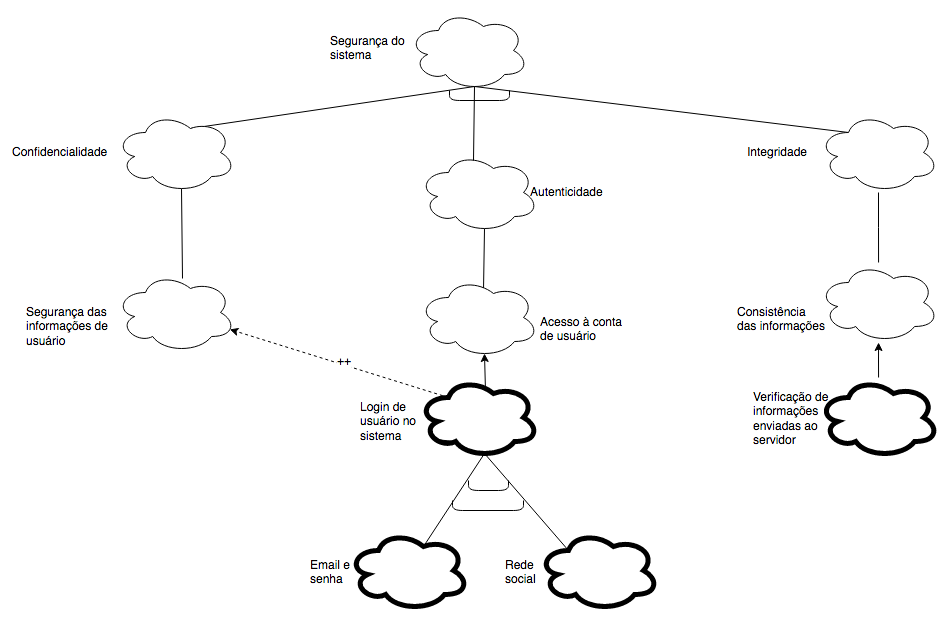 Segurança do
sistema
Confidencialidade
Integridade
Autenticidade
Segurança das
informações de
usuário
Acesso à conta
de usuário
Consistência
das informações
++
Login de
usuário no
sistema
Verificação de
informações
enviadas ao
servidor
Email e
senha
Rede
social